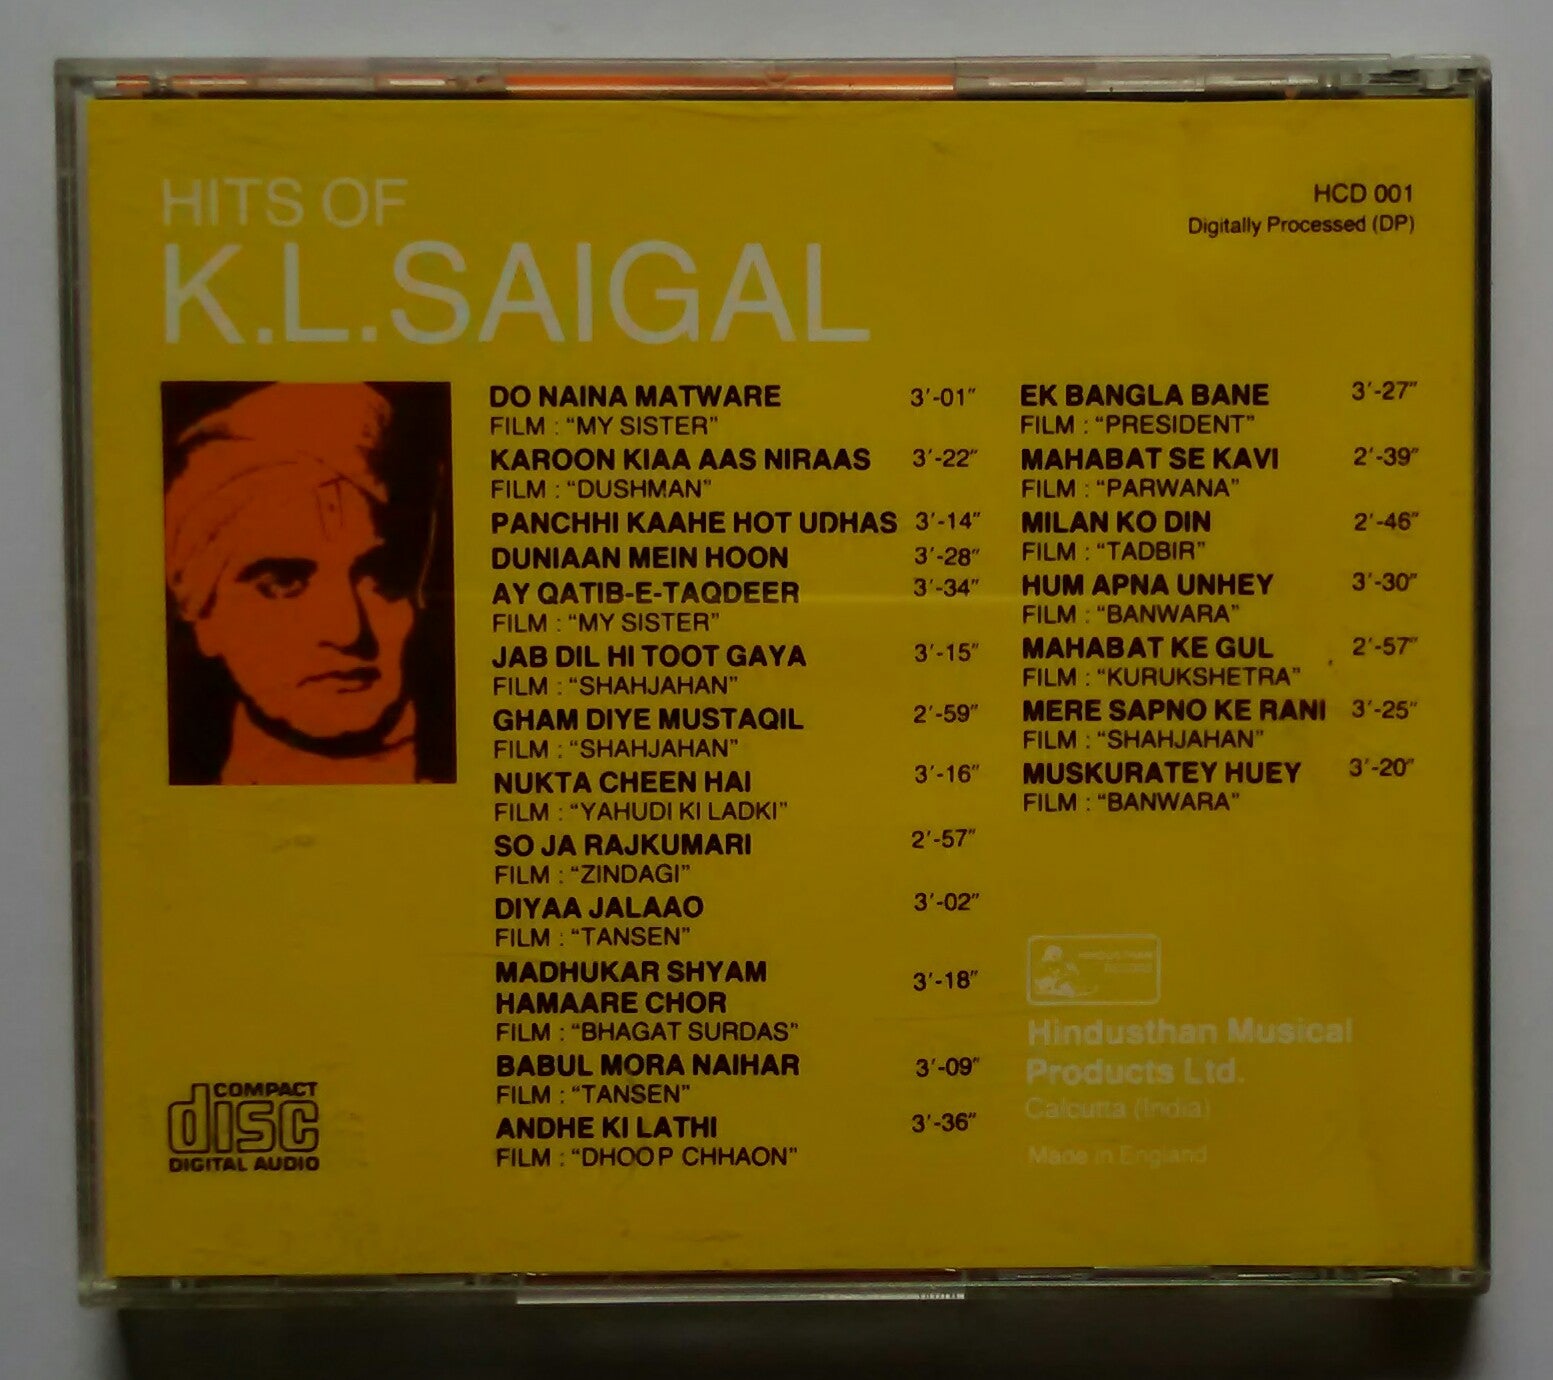 HITS OF
K.L.SAIGAL
HCD 001
Digitally Processed (DP)
DO NAINA MATWARE 3'-01"
FILM : "MY SISTER"
KAROON KIAA AAS NIRAAS 3'-22"
FILM : "DUSHMAN"
PANCHHI KAAHE HOT UDHAS 3'-14"
DUNIAAN MEIN HOON 3'-28"
AY QATIB-E-TAQDEER 3'-34"
FILM : "MY SISTER"
JAB DIL HI TOOT GAYA 3'-15"
FILM : "SHAHJAHAN"
GHAM DIYE MUSTAQIL 2'-59"
FILM : "SHAHJAHAN"
NUKTA CHEEN HAI 3'-16"
FILM : "YAHUDI KI LADKI"
SO JA RAJKUMARI 2'-57"
FILM : "ZINDAGI"
DIYAA JALAAO 3'-02"
FILM : "TANSEN"
MADHUKAR SHYAM
HAMAARE CHOR 3'-18"
FILM : "BHAGAT SURDAS"
BABUL MORA NAIHAR 3'-09"
FILM : "TANSEN"
ANDHE KI LATHI 3'-36"
FILM : "DHOOP CHHAON"
EK BANGLA BANE 3'-27"
FILM : "PRESIDENT"
MAHABAT SE KAVI 2'-39"
FILM : "PARWANA"
MILAN KO DIN 2'-46"
FILM : "TADBIR"
HUM APNA UNHEY 3'-30"
FILM : "BANWARA"
MAHABAT KE GUL 2'-57"
FILM : "KURUKSHETRA"
MERE SAPNO KE RANI 3'-25"
FILM : "SHAHJAHAN"
MUSKURATEY HUEY 3'-20"
FILM : "BANWARA"
HINDUSTHAN
RECORD
Hindusthan Musical
Products Ltd.
Calcutta (India)
Made in England
COMPACT
disc
DIGITAL AUDIO